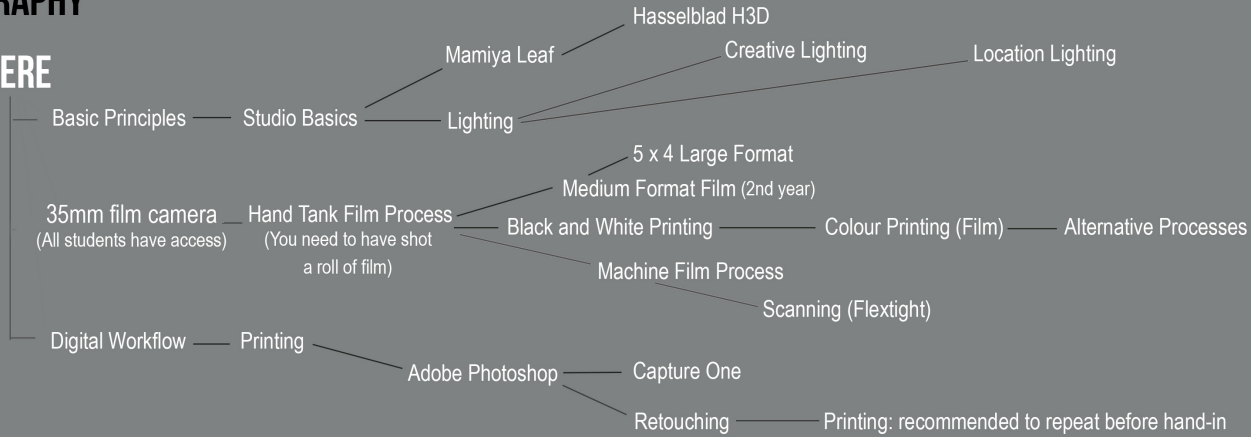 Hasselblad H3D
Mamiya Leaf
Creative Lighting
Location Lighting
ERE
Basic Principles
Studio Basics
Lighting
5 x 4 Large Format
Medium Format Film (2nd year)
35mm film camera
(All students have access)
Hand Tank Film Process
(You need to have shot
a roll of film)
Black and White Printing
Colour Printing (Film)
Alternative Processes
Machine Film Process
Scanning (Flextight)
Digital Workflow
Printing
Adobe Photoshop
Capture One
Retouching
Printing: recommended to repeat before hand-in